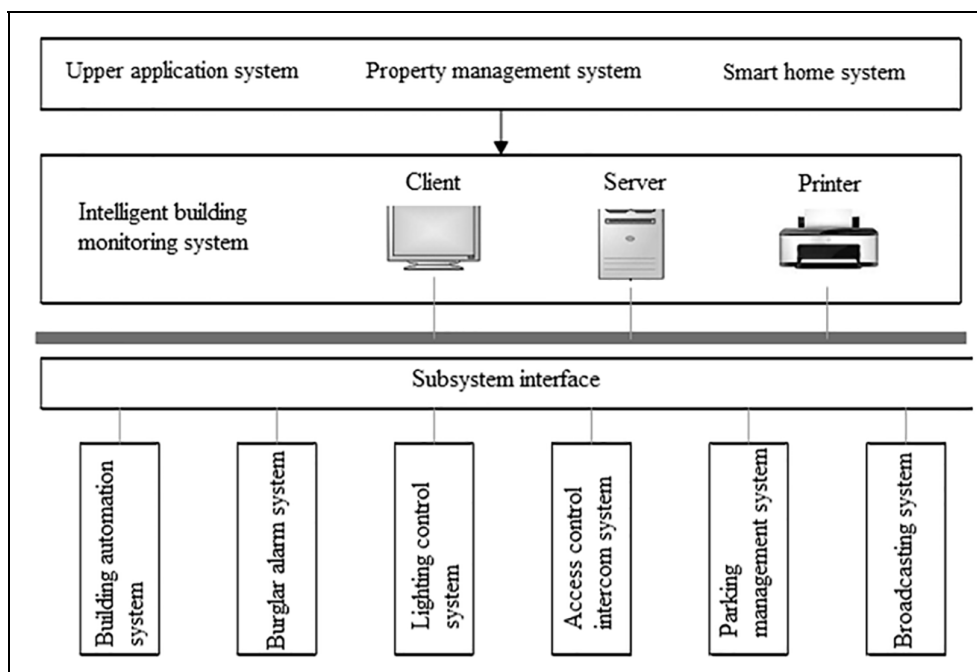 Upper application system
Property management system
Smart home system
Client
Server
Printer
Intelligent building
monitoring system
Subsystem interface
Building automation
system
Burglar alarm system
Lighting control
system
Access control
intercom system
Parking
management system
Broadcasting system